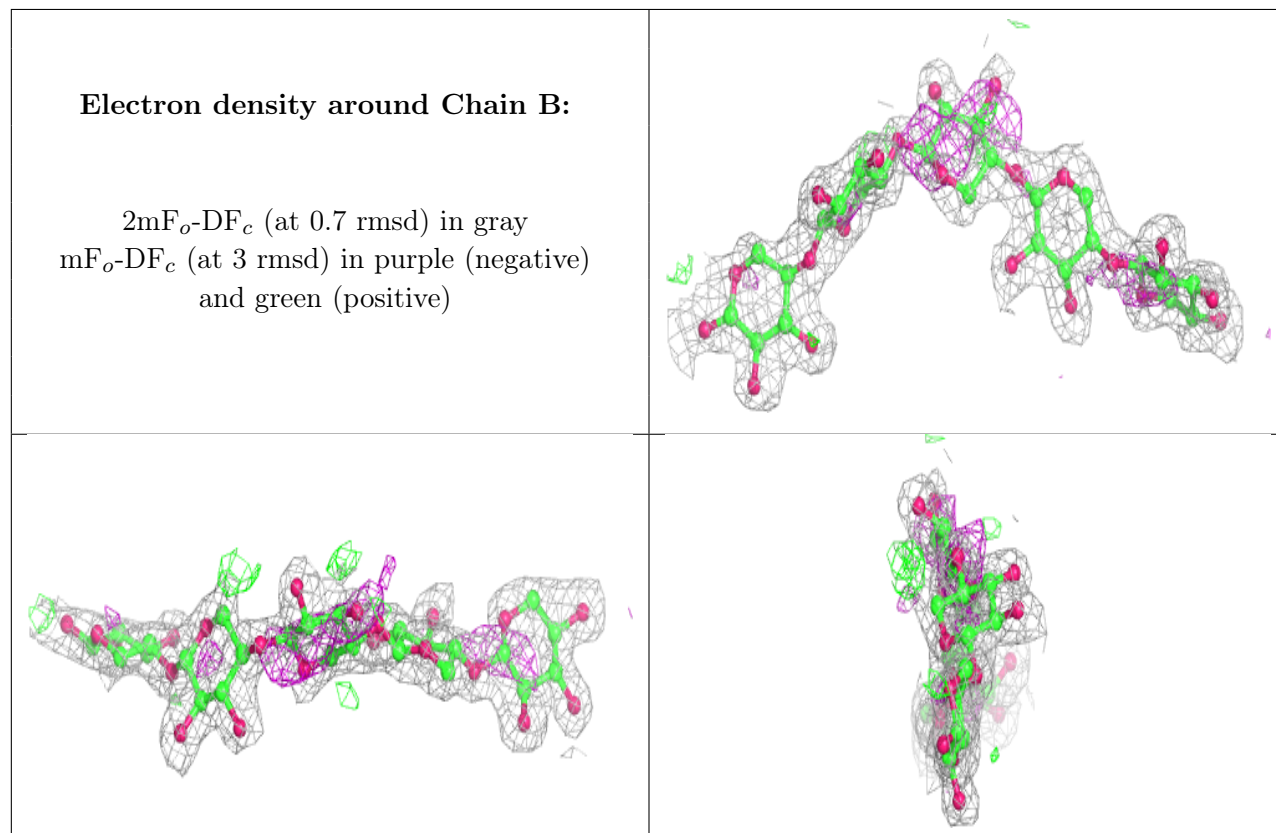 Electron density around Chain B:
2mFo-DFc (at 0.7 rmsd) in gray
mFo-DFc (at 3 rmsd) in purple (negative)
and green (positive)